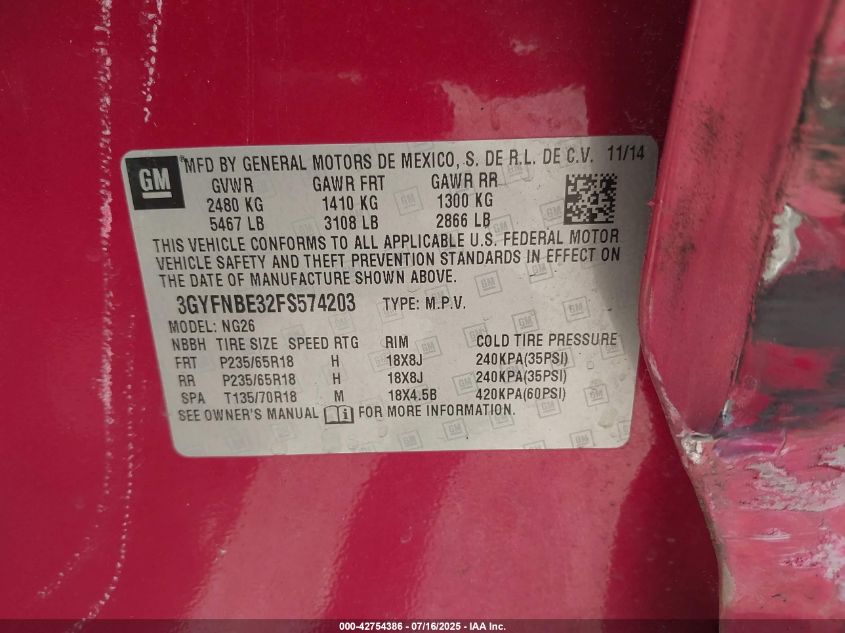 GM
®MFD BY GENERAL MOTORS DE MEXICO, S. DE R.L. DE C.V. 11/14
GVWR GAWR FRT GAWR RR
2480 KG 1410 KG 1300 KG
5467 LB 3108 LB 2866 LB
THIS VEHICLE CONFORMS TO ALL APPLICABLE U.S. FEDERAL MOTOR
VEHICLE SAFETY AND THEFT PREVENTION STANDARDS IN EFFECT ON
THE DATE OF MANUFACTURE SHOWN ABOVE.
3GYFNBE32FS574203 TYPE: M.P.V.
MODEL: NG26
NBBH TIRE SIZE SPEED RTG RIM COLD TIRE PRESSURE
FRT P235/65R18 H 18X8J 240KPA(35PSI)
RR P235/65R18 H 18X8J 240KPA(35PSI)
SPA T135/70R18 M 18X4.5B 420KPA(60PSI)
SEE OWNER'S MANUAL FOR MORE INFORMATION.
000-42754386 - 07/16/2025 - IAA Inc.